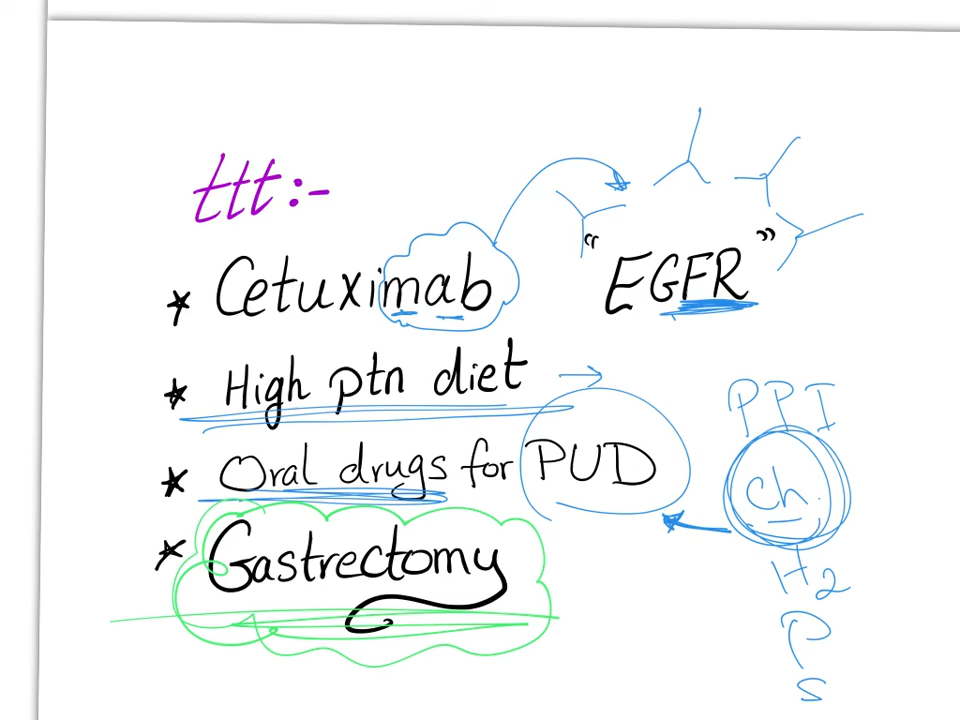 ttt:-
* Cetuximab "EGFR"
* High ptn diet →
* Oral drugs for PUD
* Gastrectomy
PPI
Ch.
H2
P
S